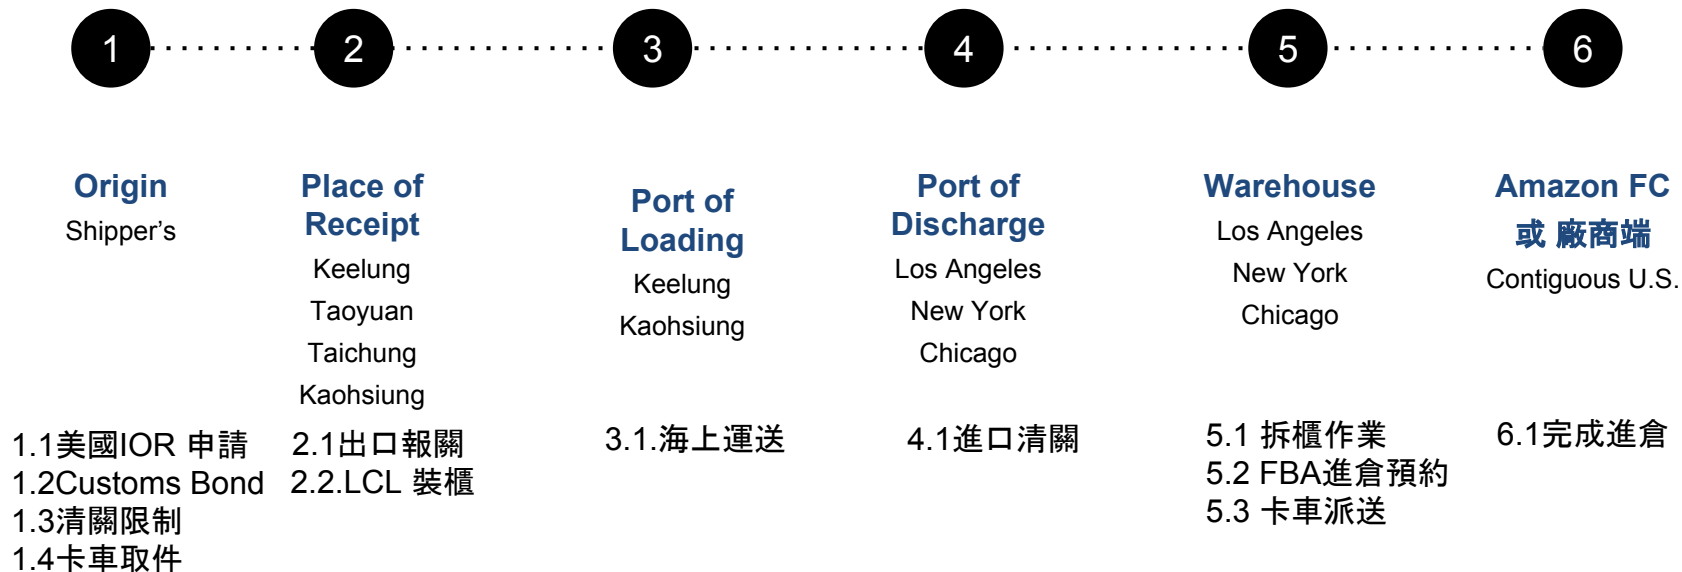 1
2
3
4
5
6
Origin
Shipper's
1.1美國IOR 申請
1.2Customs Bond
1.3清關限制
1.4卡車取件
Place of
Receipt
Keelung
Taoyuan
Taichung
Kaohsiung
2.1出口報關
2.2.LCL 裝櫃
Port of
Loading
Keelung
Kaohsiung
3.1.海上運送
Port of
Discharge
Los Angeles
New York
Chicago
4.1進口清關
Warehouse
Los Angeles
New York
Chicago
5.1 拆櫃作業
5.2 FBA進倉預約
5.3 卡車派送
Amazon FC
或 廠商端
Contiguous U.S.
6.1完成進倉